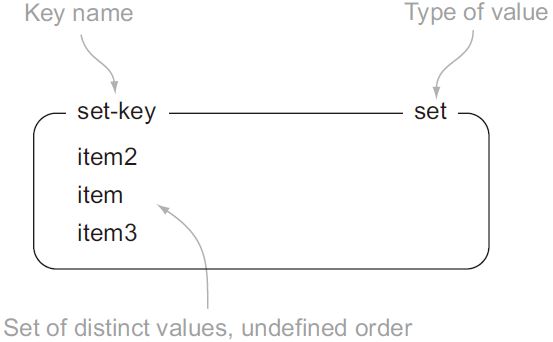 Key name
Type of value
set-key
set
item2
item
item3
Set of distinct values, undefined order